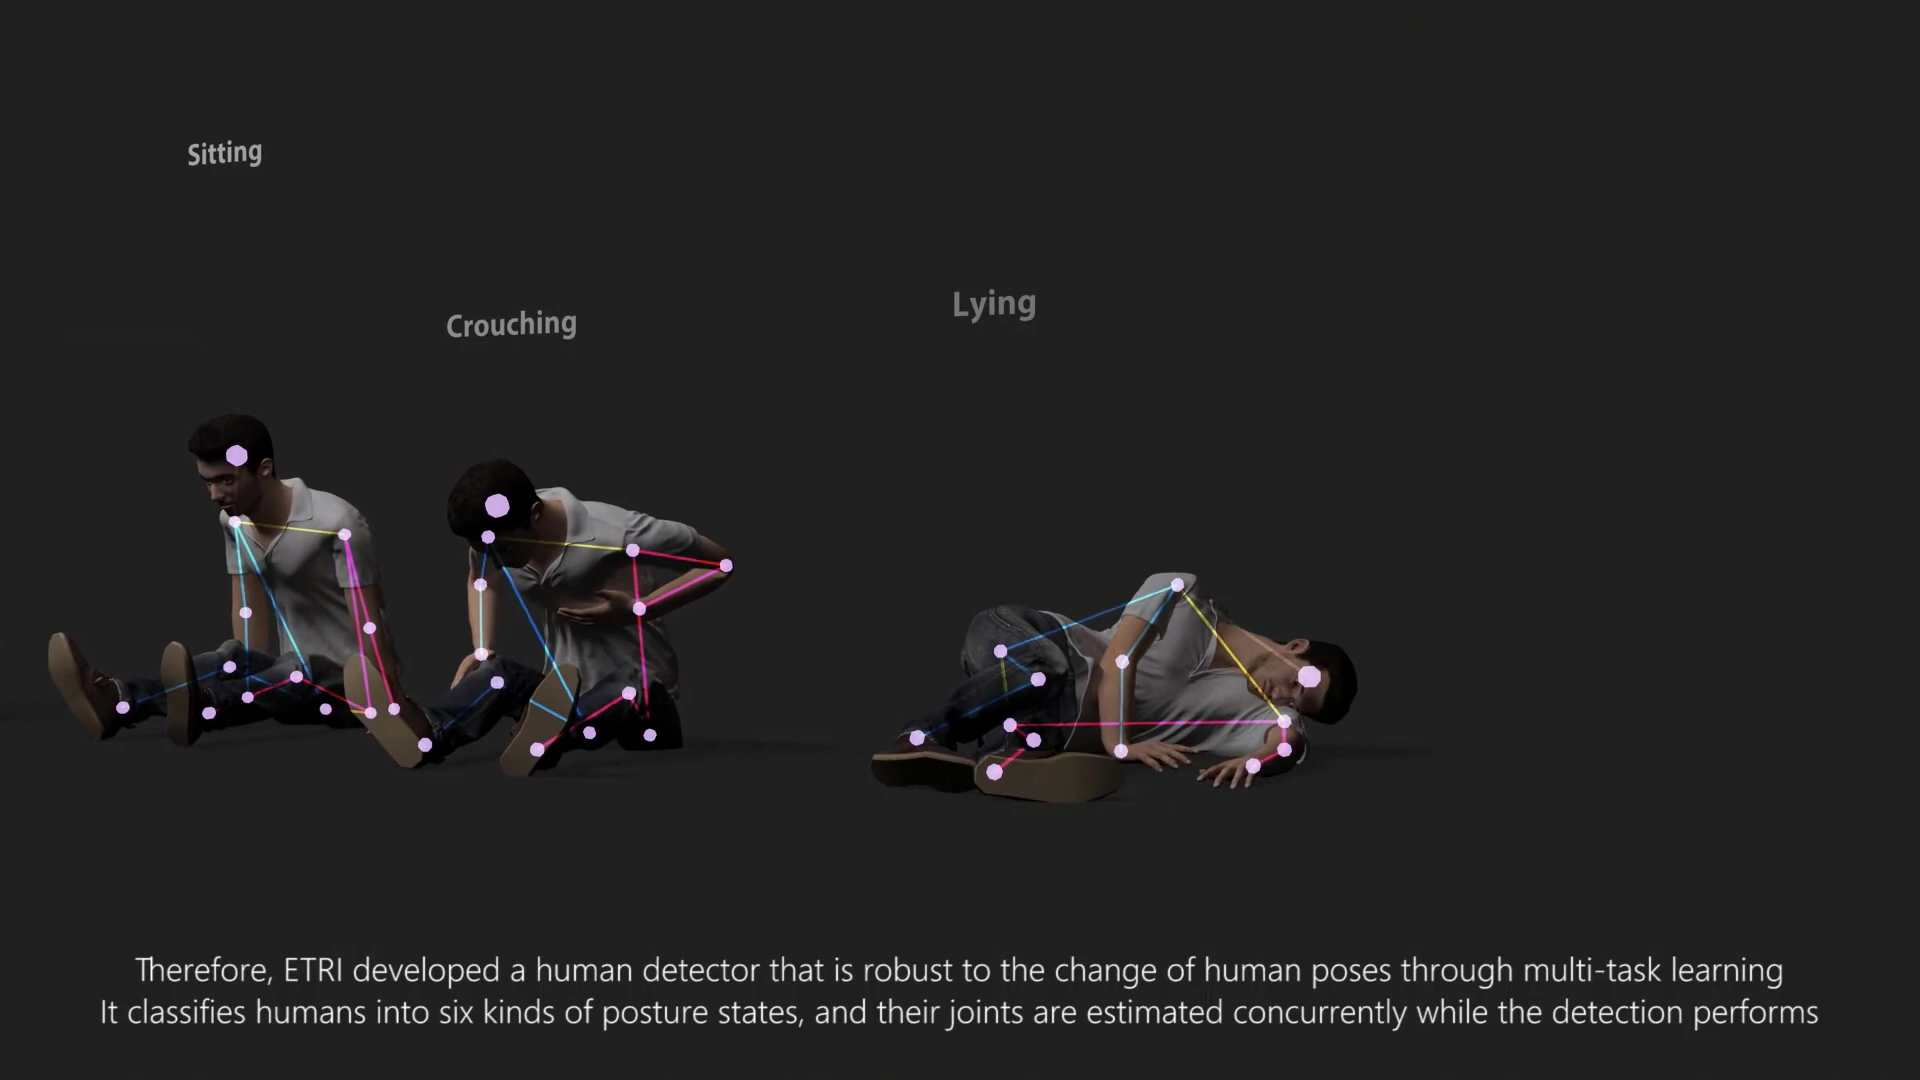 Sitting
Crouching
Lying
Therefore, ETRI developed a human detector that is robust to the change of human poses through multi-task learning
It classifies humans into six kinds of posture states, and their joints are estimated concurrently while the detection performs